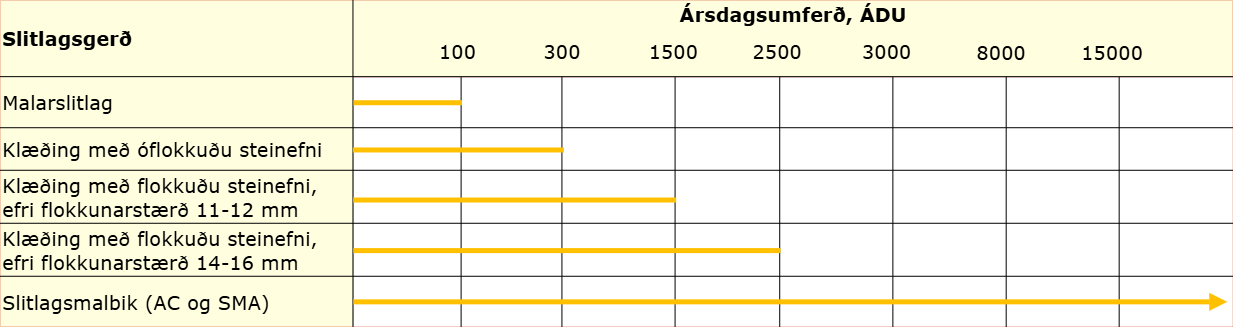 Ársdagsumferð, ÁDU
Slitlagsgerð
100 300 1500 2500 3000 8000 15000
Malarslitlag
Klæðing með óflokkuðu steinefni
Klæðing með flokkuðu steinefni,
efri flokkunarstærð 11-12 mm
Klæðing með flokkuðu steinefni,
efri flokkunarstærð 14-16 mm
Slitlagsmalbik (AC og SMA)